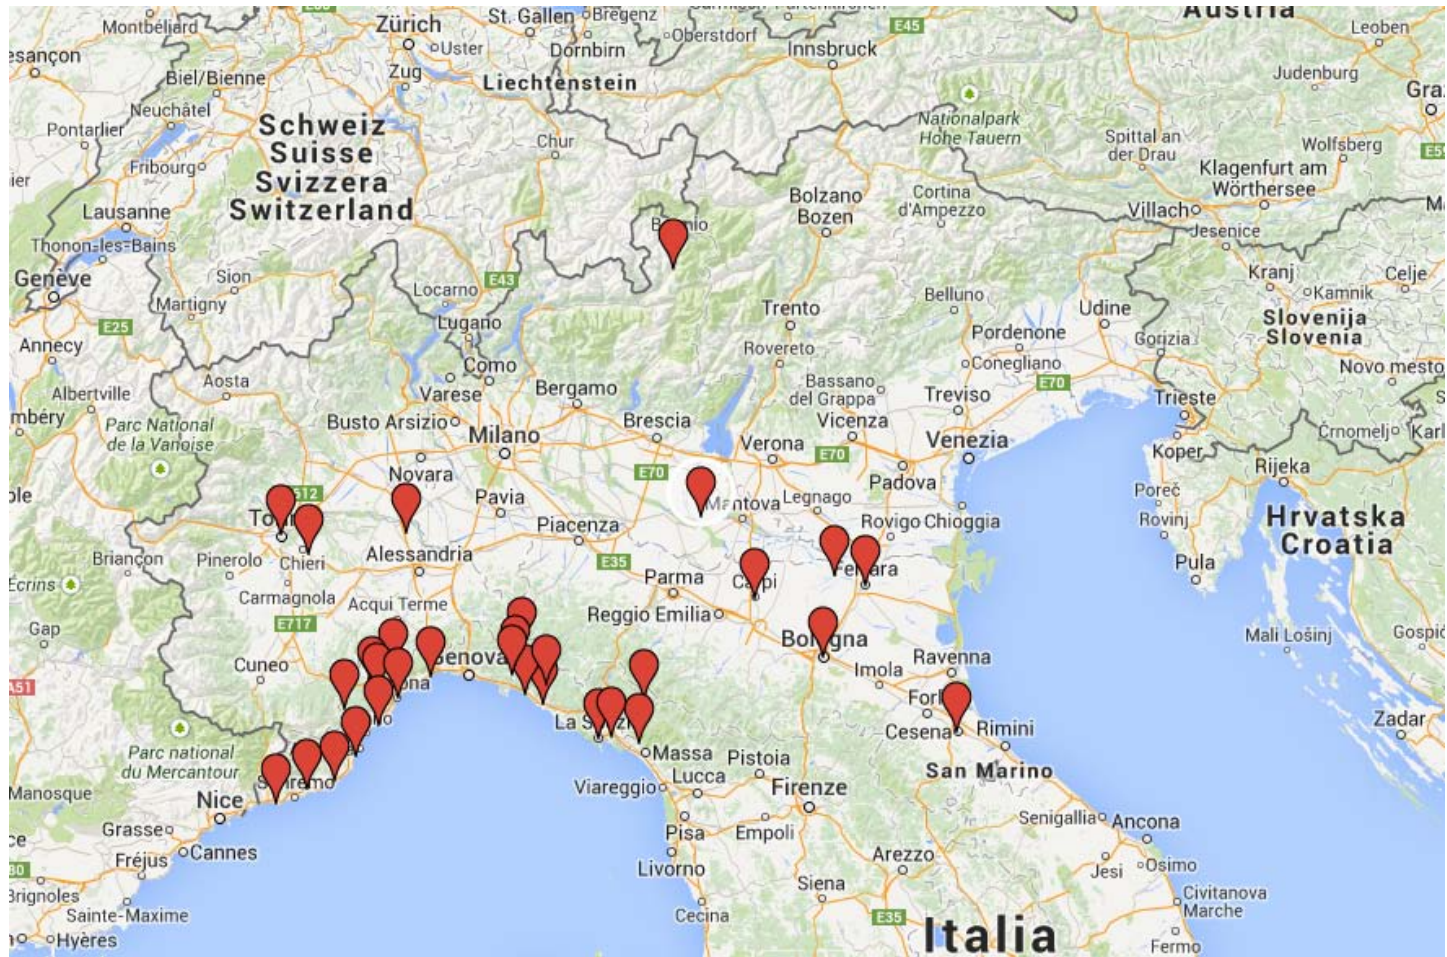 Austria
Montbéliard
Zürich
St. Gallen
Bregenz
E45
Leoben
Uster
Dornbirn
Oberstdorf
Innsbruck
Zug
Liechtenstein
Judenburg
Biel/Bienne
Neuchâtel
Nationalpark
Hohe Tauern
Pontarlier
Schweiz
Suisse
Svizzera
Switzerland
Chur
Spittal an
der Drau
Wolfsberg
Fribourg
Klagenfurt am
Wörthersee
Lausanne
Bolzano
Bozen
Cortina
d'Ampezzo
Villach
Jesenice
Thonon-les-Bains
Genève
Sion
Martigny
Locarno
E43
Kranj
Celje
Kamnik
Trento
Belluno
Udine
Slovenija
Slovenia
E25
Lugano
Pordenone
Gorizia
Annecy
Rovereto
Conegliano
Novo mesto
Aosta
Como
Varese
Bergamo
Bassano
del Grappa
E70
Treviso
Trieste
Albertville
Parc National
de la Vanoise
Busto Arsizio
Milano
Brescia
Vicenza
Verona
Venezia
Koper
Črnomelj
Novara
E70
E70
Padova
Rijeka
Pavia
Mantova
Legnago
Poreč
Rovinj
Piacenza
Rovigo
Chioggia
Hrvatska
Croatia
Briançon
Pinerolo
Chieri
Alessandria
E35
Parma
Pula
Carmagnola
Acqui Terme
Reggio Emilia
Gap
E717
Bologna
Mali Lošinj
Cuneo
Genova
Imola
Ravenna
A51
Parc national
du Mercantour
Massa
Pistoia
Cesena
Rimini
Zadar
Lucca
San Marino
Manosque
Nice
Viareggio
Firenze
Grasse
Pisa
Empoli
Senigallia
Ancona
Cannes
Fréjus
Livorno
Arezzo
Jesi
Osimo
Brignoles
Siena
Civitanova
Marche
Sainte-Maxime
Cecina
E35
Italia
Hyères
Fermo